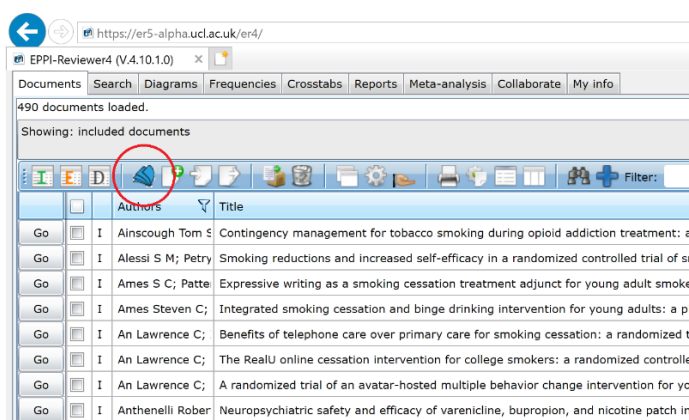 https://er5-alpha.ucl.ac.uk/er4/
EPPI-Reviewer4 (V.4.10.1.0)
Documents Search Diagrams Frequencies Crosstabs Reports Meta-analysis Collaborate My info
490 documents loaded.
Showing: included documents
I E D Filter:
I Authors Title
Go I Ainscough Tom S Contingency management for tobacco smoking during opioid addiction treatment: a
Go I Alessi S M; Petry Smoking reductions and increased self-efficacy in a randomized controlled trial of s
Go I Ames S C; Patte Expressive writing as a smoking cessation treatment adjunct for young adult smoke
Go I Ames Steven C; Integrated smoking cessation and binge drinking intervention for young adults: a p
Go I An Lawrence C; Benefits of telephone care over primary care for smoking cessation: a randomized t
Go I An Lawrence C; The RealU online cessation intervention for college smokers: a randomized controlle
Go I An Lawrence C; A randomized trial of an avatar-hosted multiple behavior change intervention for yo
Go I Anthenelli Rober Neuropsychiatric safety and efficacy of varenicline, bupropion, and nicotine patch in